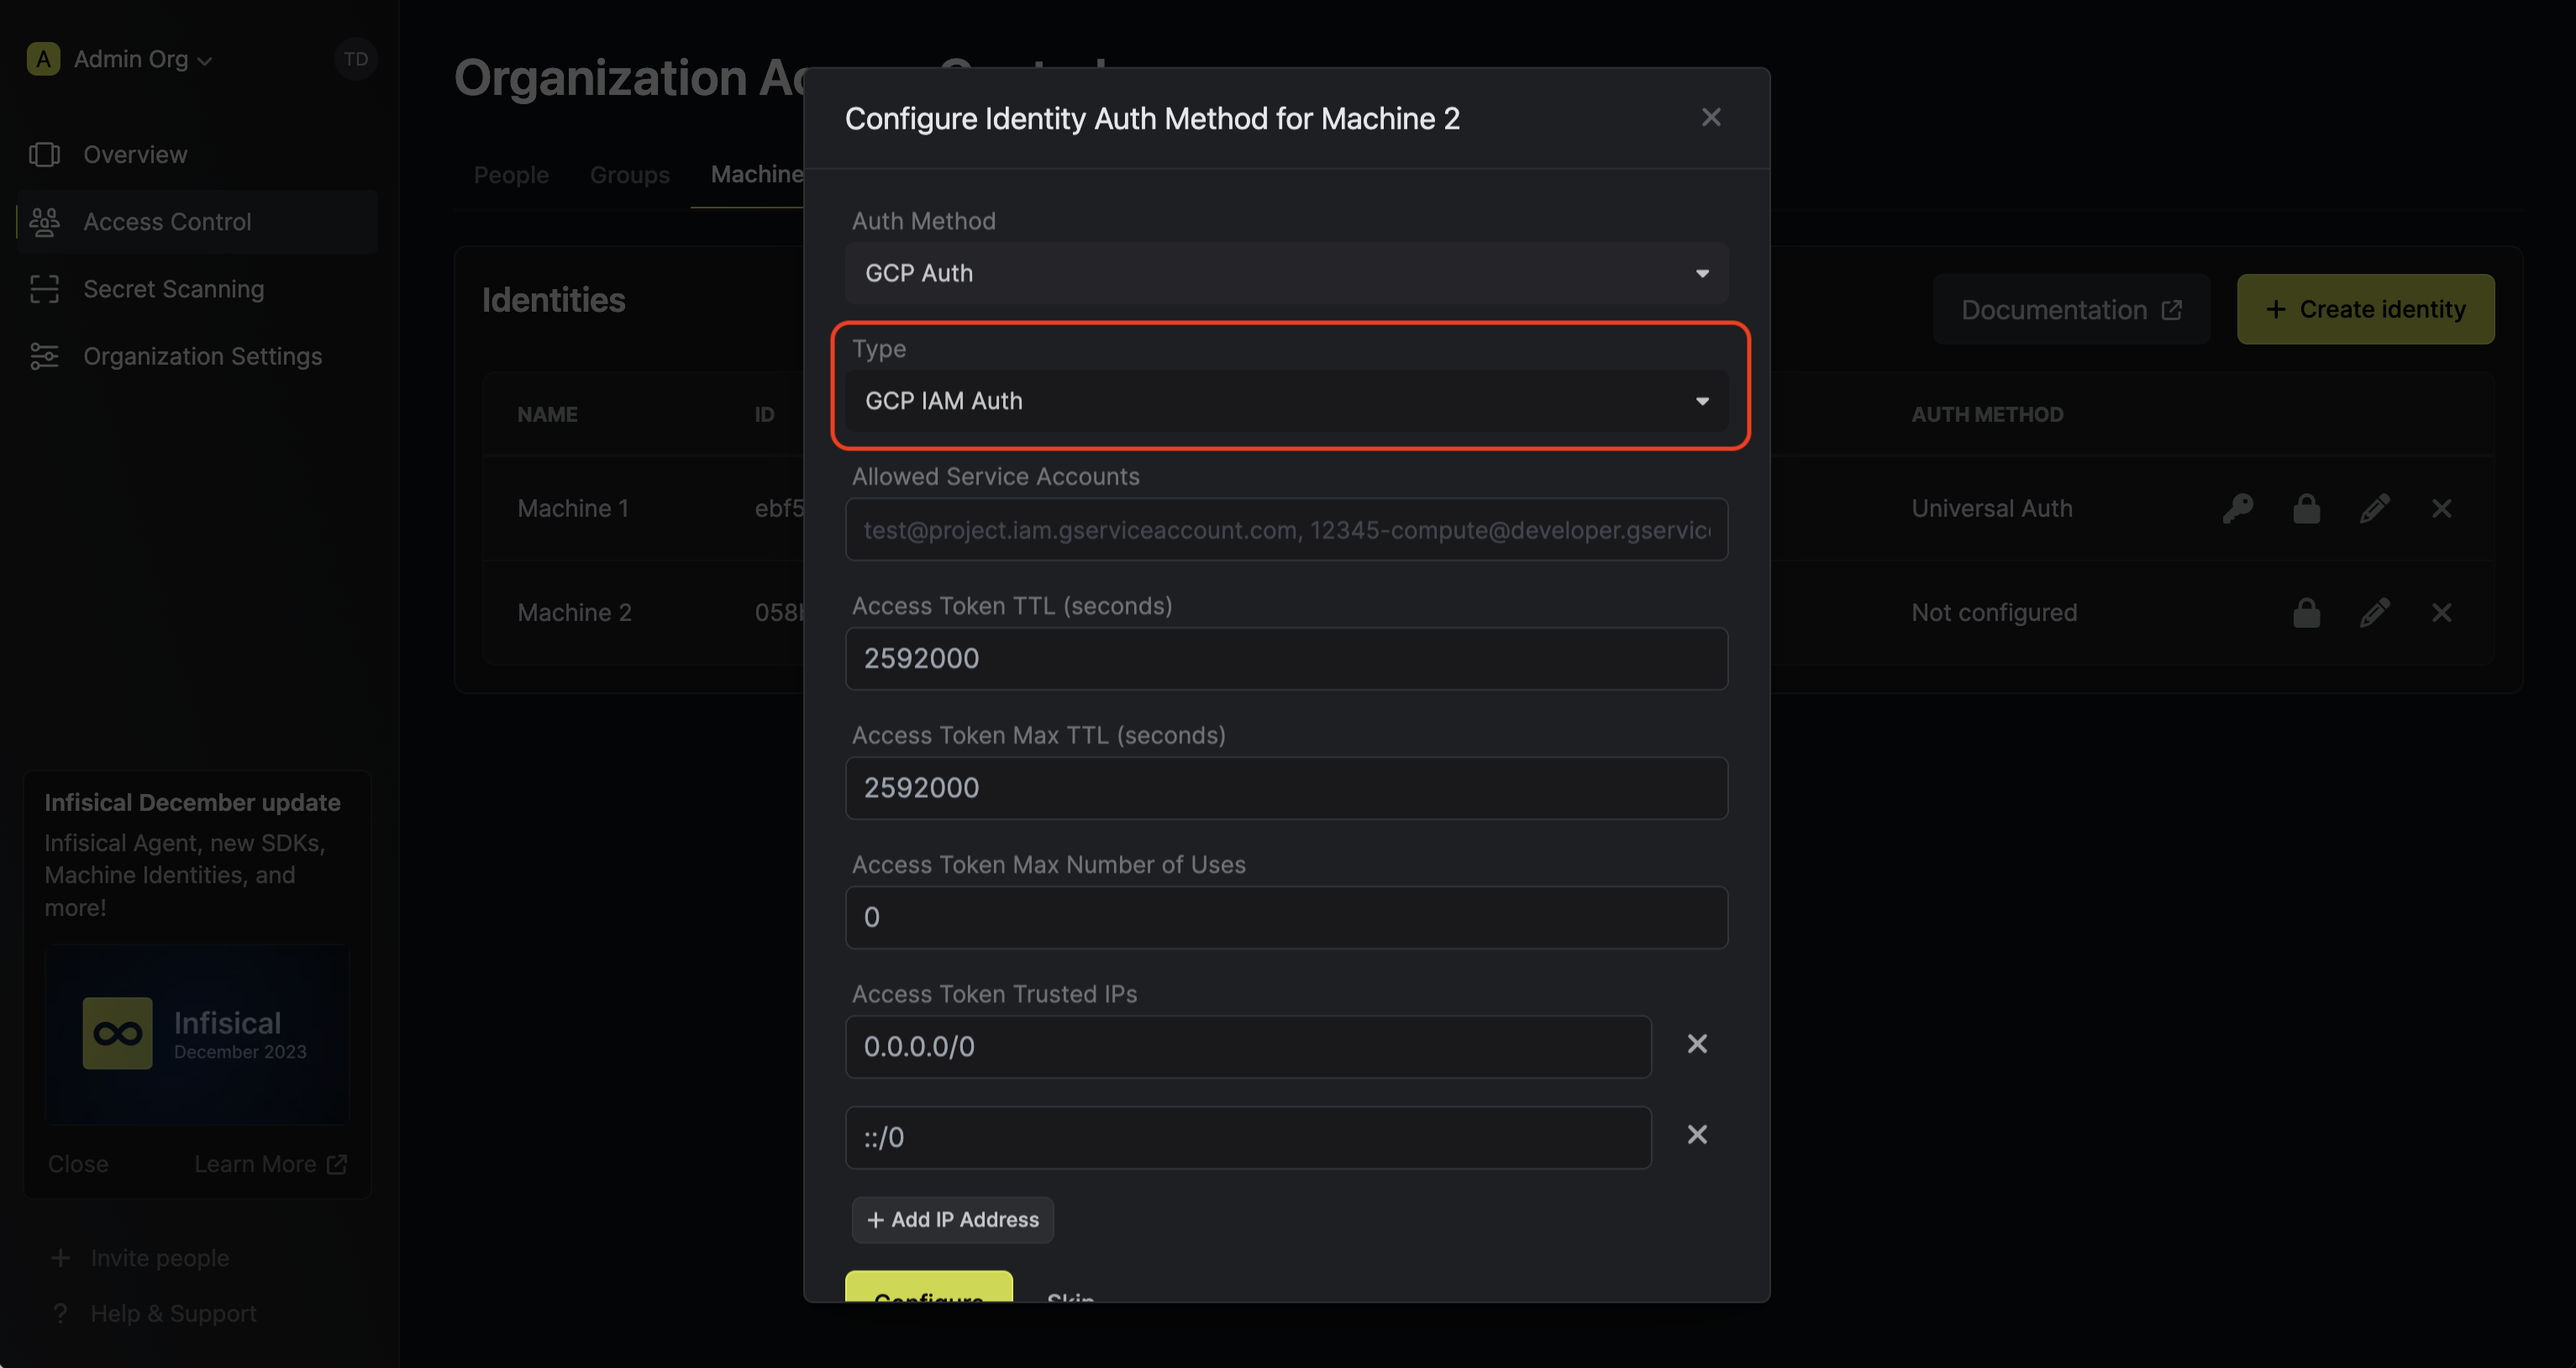 A Admin Org
TD
Overview
Access Control
Secret Scanning
Organization Settings
Infisical December update
Infisical Agent, new SDKs,
Machine Identities, and
more!
Infisical
December 2023
Close
Learn More
Invite people
? Help & Support
Organization
People
Groups
Machine
Identities
Documentation
+ Create identity
NAME
ID
AUTH METHOD
Machine 1
ebf5
Universal Auth
Machine 2
058
Not configured
Configure Identity Auth Method for Machine 2
Auth Method
GCP Auth
Type
GCP IAM Auth
Allowed Service Accounts
test@project.iam.gserviceaccount.com, 12345-compute@developer.gservic
Access Token TTL (seconds)
2592000
Access Token Max TTL (seconds)
2592000
Access Token Max Number of Uses
0
Access Token Trusted IPs
0.0.0.0/0
::/0
+ Add IP Address
Configure
Skip